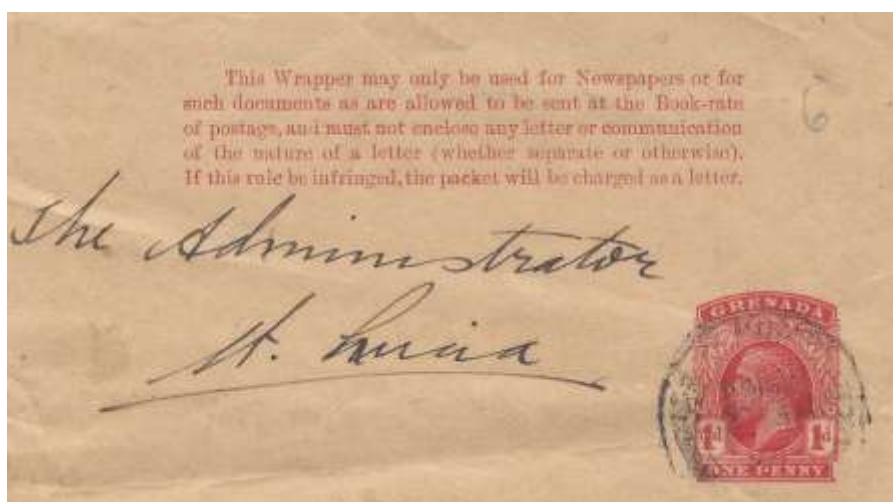 This Wrapper may only be used for Newspapers or for
such documents as are allowed to be sent at the Book-rate
of postage, and must not enclose any letter or communication
of the nature of a letter (whether separate or otherwise).
If this rule be infringed, the packet will be charged as a letter.
6
The Administrator
St. Lucia
GRENADA
1d 1d
ONE PENNY